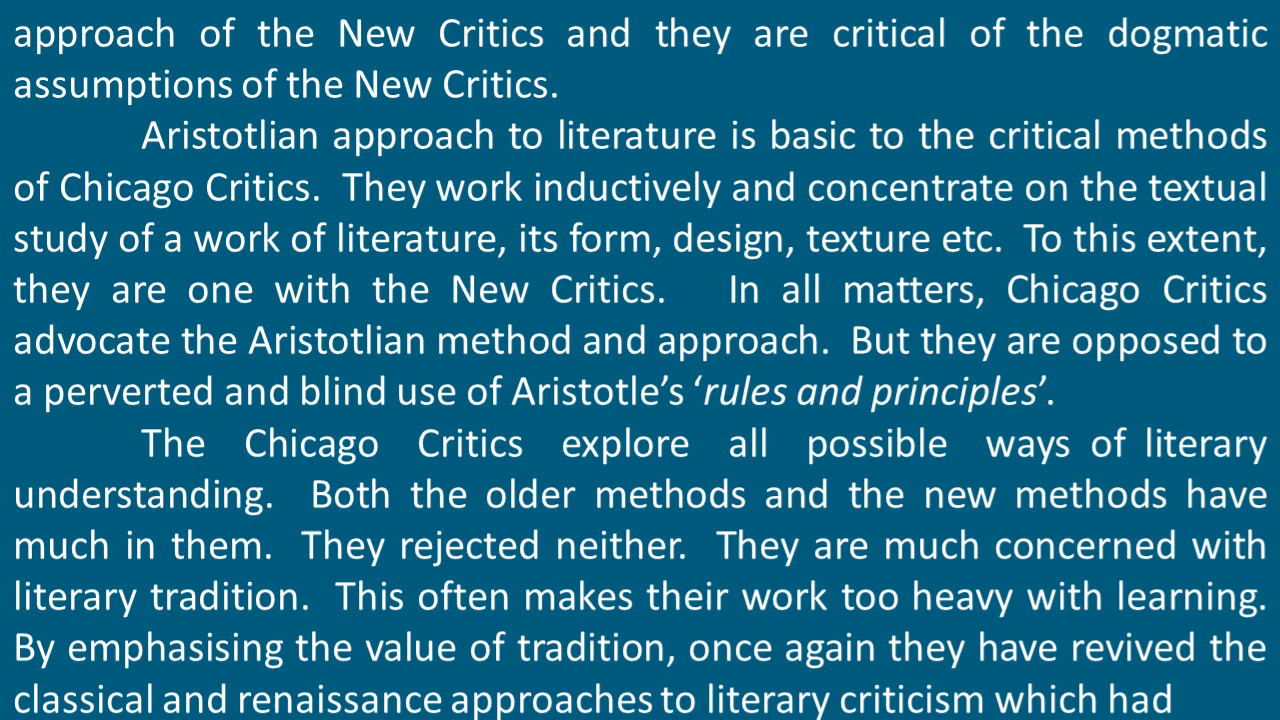 approach of the New Critics and they are critical of the dogmatic
assumptions of the New Critics.
Aristotlian approach to literature is basic to the critical methods
of Chicago Critics. They work inductively and concentrate on the textual
study of a work of literature, its form, design, texture etc. To this extent,
they are one with the New Critics. In all matters, Chicago Critics
advocate the Aristotlian method and approach. But they are opposed to
a perverted and blind use of Aristotle’s ‘rules and principles’.
The Chicago Critics explore all possible ways of literary
understanding. Both the older methods and the new methods have
much in them. They rejected neither. They are much concerned with
literary tradition. This often makes their work too heavy with learning.
By emphasising the value of tradition, once again they have revived the
classical and renaissance approaches to literary criticism which had